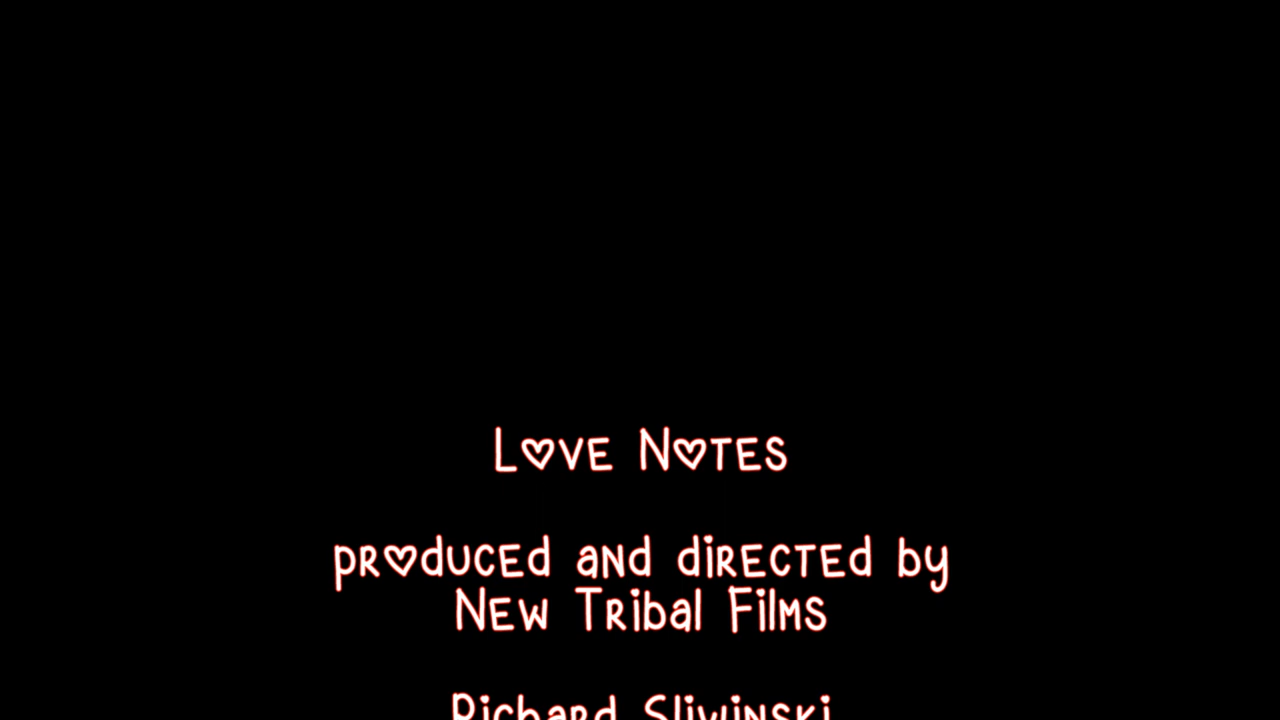 Love Notes
produced and directed by
New Tribal Films
Richard Sliwinski